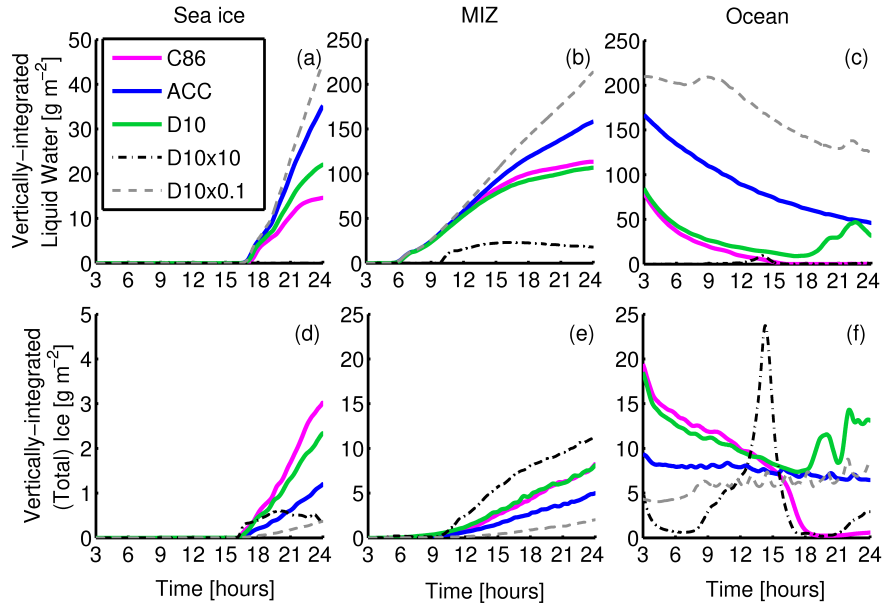 Sea ice
MIZ
Ocean
Vertically−integrated
Liquid Water [g m−2]
50
40
30
20
10
0
C86
ACC
D10
D10x10
D10x0.1
(a)
3 6 9 12 15 18 21 24
250
200
150
100
50
0
(b)
3 6 9 12 15 18 21 24
250
200
150
100
50
0
(c)
3 6 9 12 15 18 21 24
Vertically−integrated
(Total) Ice [g m−2]
5
4
3
2
1
0
(d)
3 6 9 12 15 18 21 24
Time [hours]
25
20
15
10
5
0
(e)
3 6 9 12 15 18 21 24
Time [hours]
25
20
15
10
5
0
(f)
3 6 9 12 15 18 21 24
Time [hours]